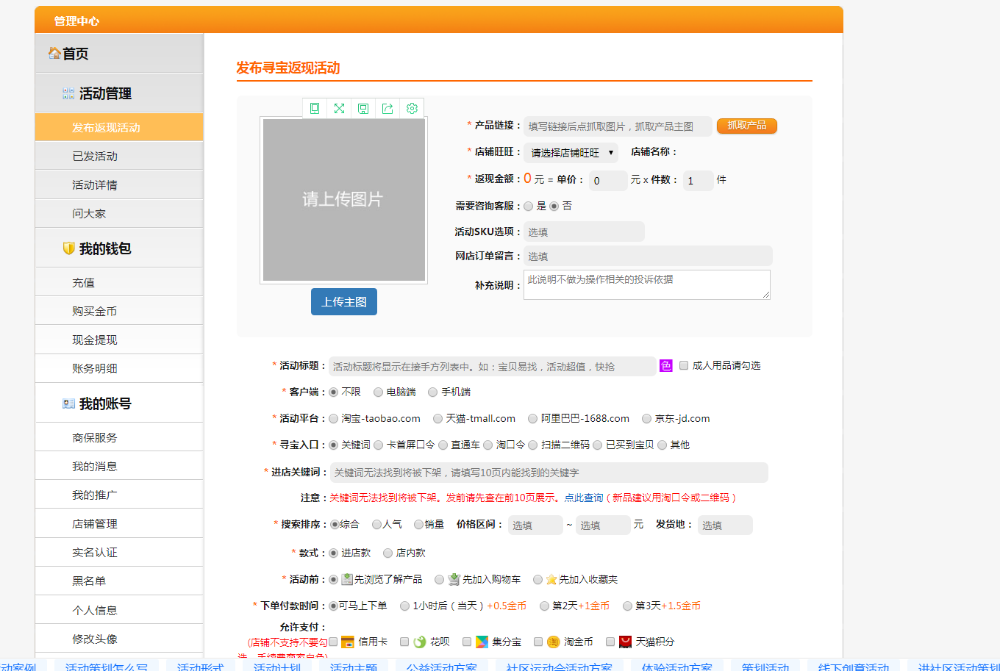 管理中心
首页
活动管理
发布返现活动
已发活动
活动详情
问大家
我的钱包
充值
购买金币
现金提现
账务明细
我的账号
商保服务
我的消息
我的推广
店铺管理
实名认证
黑名单
个人信息
修改头像
发布寻宝返现活动
请上传图片
上传主图
* 产品链接： 填写链接后点抓取图片，抓取产品主图 抓取产品
* 店铺旺旺： 请选择店铺旺旺 店铺名称：
* 返现金额：0 元 = 单价： 0 元 x 件数： 1 件
需要咨询客服： 是 否
活动SKU选项： 选填
网店订单留言： 选填
补充说明： 此说明不做为操作相关的投诉依据
* 活动标题： 活动标题将显示在接手方列表中。如：宝贝易找，活动超值，快抢 色 成人用品请勾选
* 客户端： 不限 电脑端 手机端
* 活动平台： 淘宝-taobao.com 天猫-tmall.com 阿里巴巴-1688.com 京东-jd.com
* 寻宝入口： 关键词 卡首屏口令 直通车 淘口令 扫描二维码 已买到宝贝 其他
* 进店关键词： 关键词无法找到将被下架，请填写10页内能找到的关键字
注意：关键词无法找到将被下架。发前请先查在前10页展示。点此查询（新品建议用淘口令或二维码）
* 搜索排序： 综合 人气 销量 价格区间： 选填 ~ 选填 元 发货地： 选填
* 款式： 进店款 店内款
* 活动前： 先浏览了解产品 先加入购物车 先加入收藏夹
* 下单付款时间： 可马上下单 1小时后（当天）+0.5金币 第2天+1金币 第3天+1.5金币
允许支付：
(店铺不支持不要勾 信用卡 花呗 集分宝 淘 淘金币 天猫积分
选，手续费商家自负)
动案例 活动策划怎么写 活动形式 活动计划 活动主题 公益活动方案 社区运动会活动方案 体验活动方案 策划活动 线下创意活动 进社区活动策划